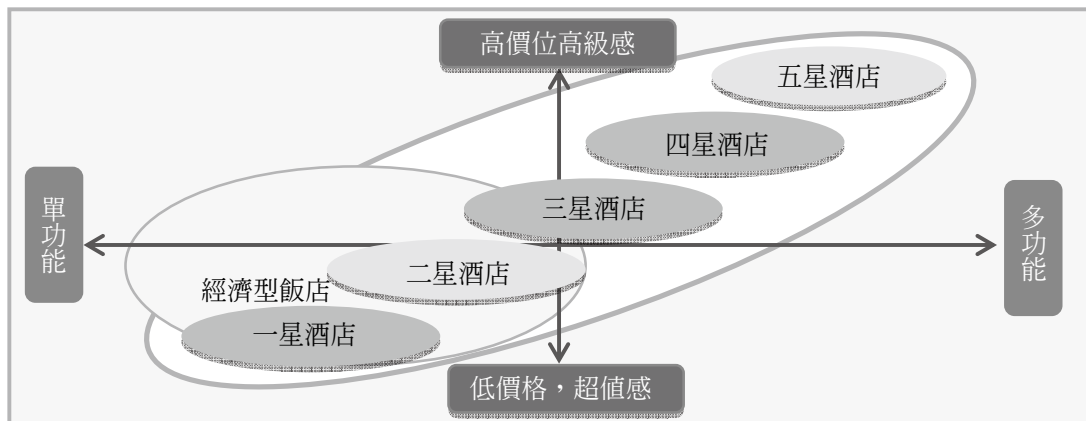 高價位高級感
五星酒店
四星酒店
三星酒店
單功能
多功能
二星酒店
經濟型飯店
一星酒店
低價格，超值感